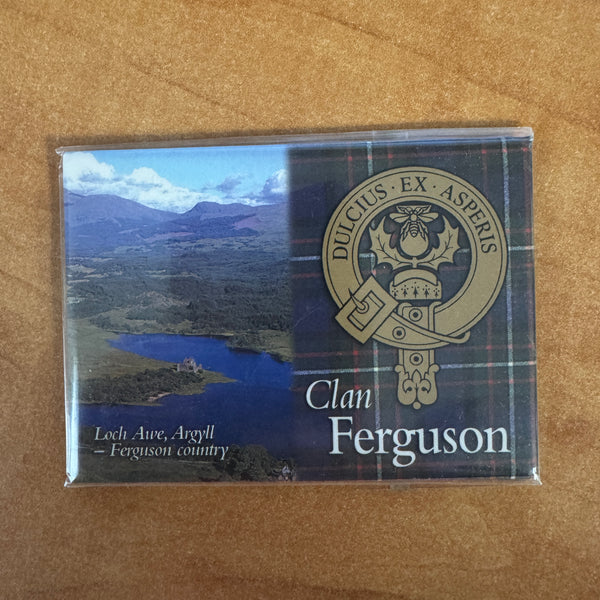 DULCIUS · EX · ASPERIS
Clan
Ferguson
Loch Awe, Argyll
– Ferguson country